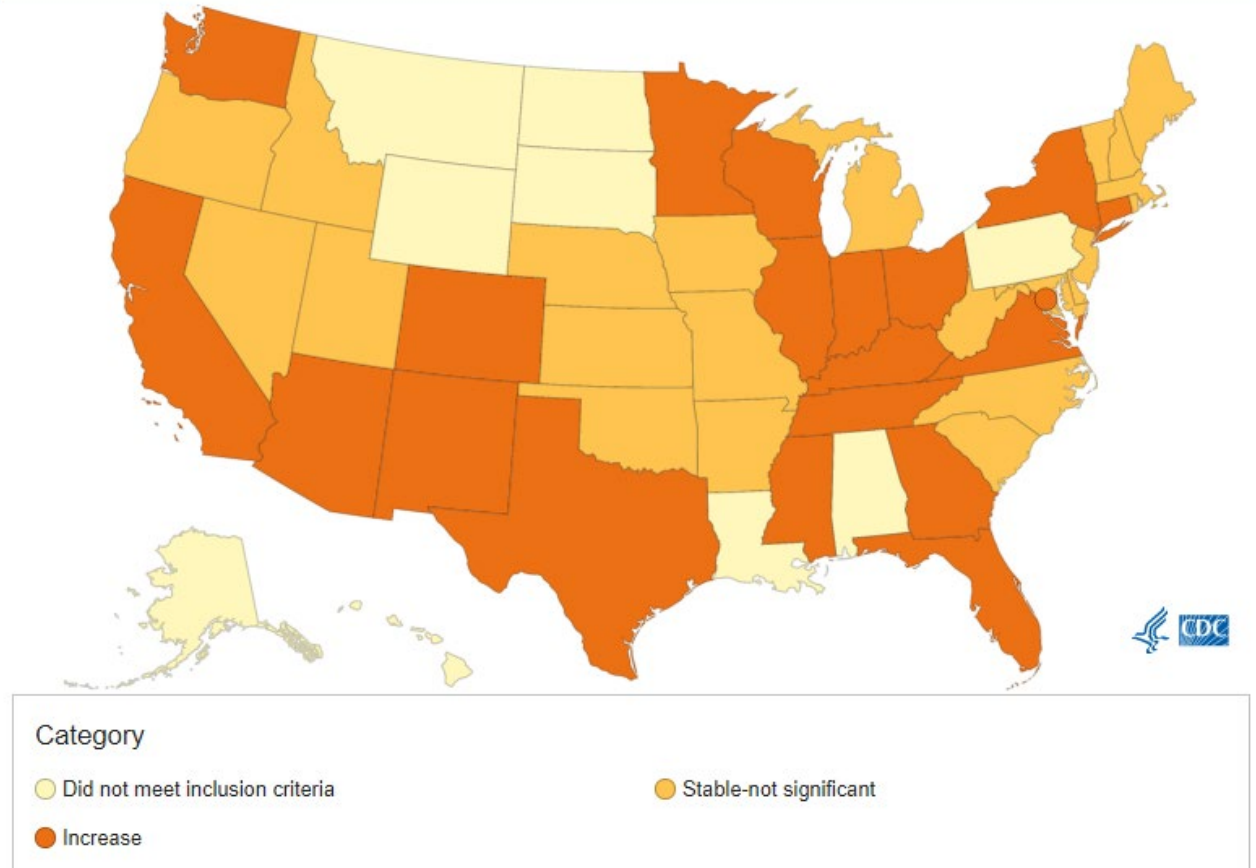 CDC
Category
Did not meet inclusion criteria
Stable-not significant
Increase